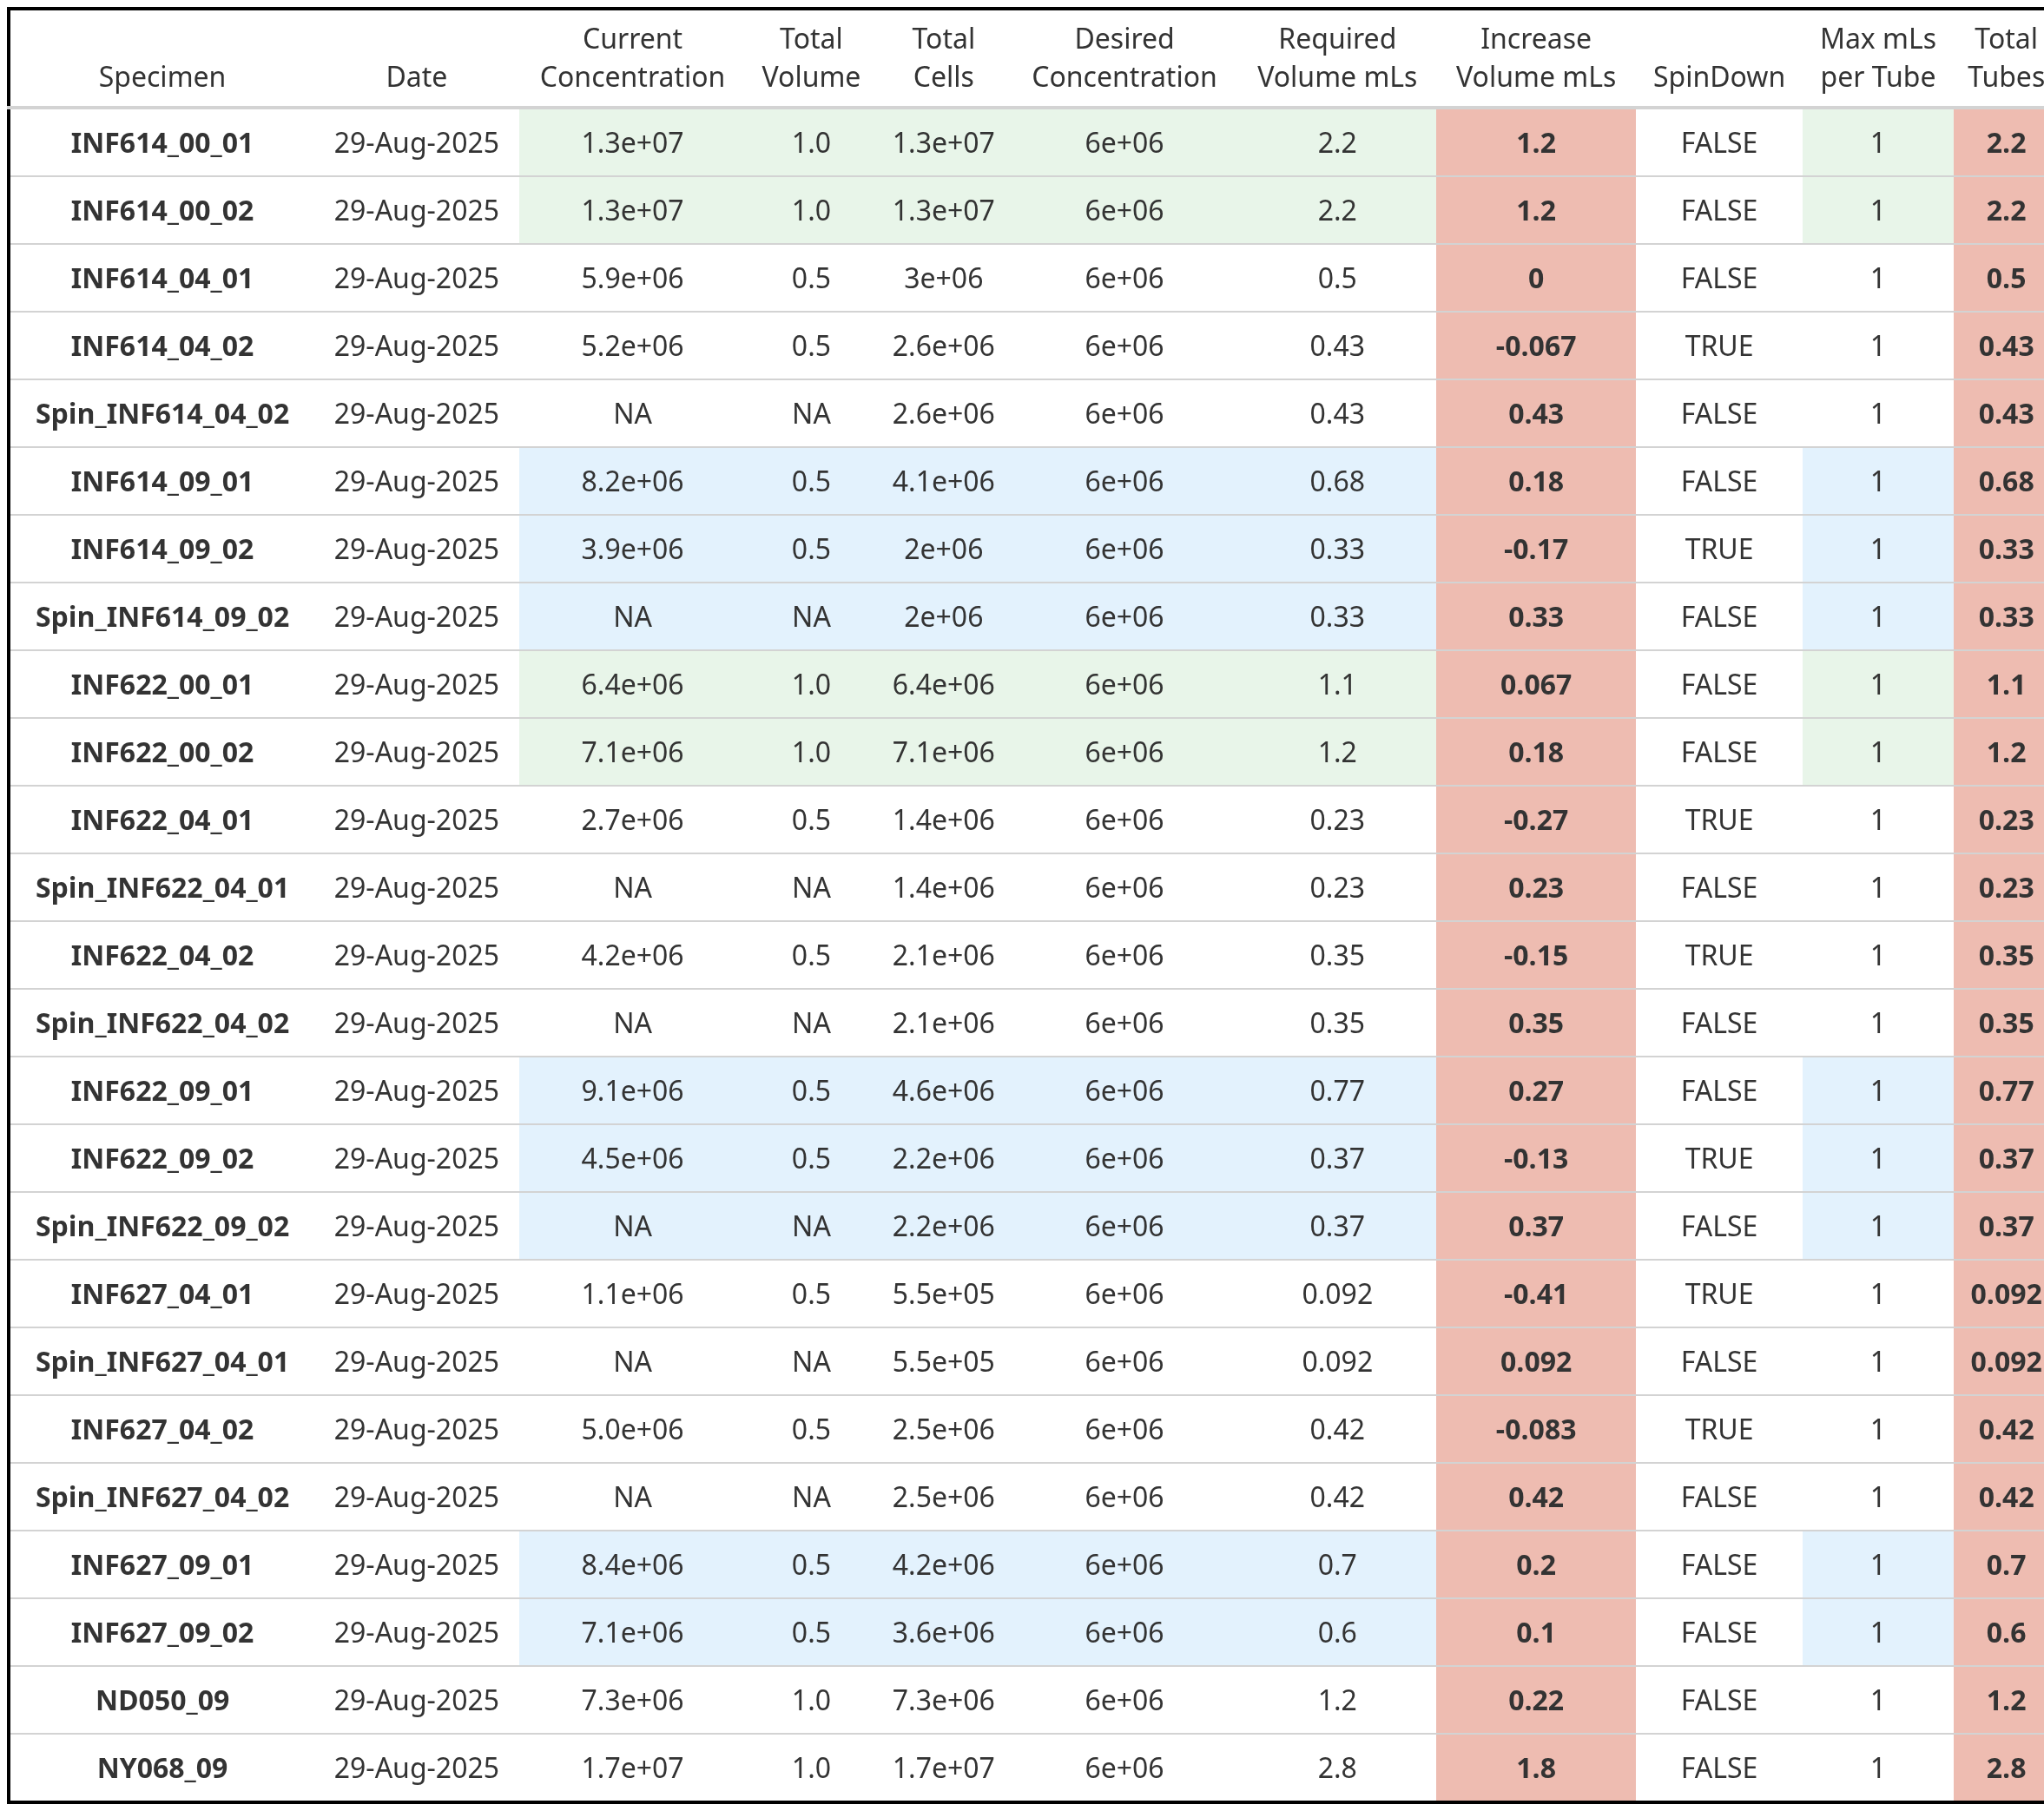 Specimen Date Current Concentration Total Volume Total Cells Desired Concentration Required Volume mLs Increase Volume mLs SpinDown Max mLs per Tube Total Tubes
INF614_00_01 29-Aug-2025 1.3e+07 1.0 1.3e+07 6e+06 2.2 1.2 FALSE 1 2.2
INF614_00_02 29-Aug-2025 1.3e+07 1.0 1.3e+07 6e+06 2.2 1.2 FALSE 1 2.2
INF614_04_01 29-Aug-2025 5.9e+06 0.5 3e+06 6e+06 0.5 0 FALSE 1 0.5
INF614_04_02 29-Aug-2025 5.2e+06 0.5 2.6e+06 6e+06 0.43 -0.067 TRUE 1 0.43
Spin_INF614_04_02 29-Aug-2025 NA NA 2.6e+06 6e+06 0.43 0.43 FALSE 1 0.43
INF614_09_01 29-Aug-2025 8.2e+06 0.5 4.1e+06 6e+06 0.68 0.18 FALSE 1 0.68
INF614_09_02 29-Aug-2025 3.9e+06 0.5 2e+06 6e+06 0.33 -0.17 TRUE 1 0.33
Spin_INF614_09_02 29-Aug-2025 NA NA 2e+06 6e+06 0.33 0.33 FALSE 1 0.33
INF622_00_01 29-Aug-2025 6.4e+06 1.0 6.4e+06 6e+06 1.1 0.067 FALSE 1 1.1
INF622_00_02 29-Aug-2025 7.1e+06 1.0 7.1e+06 6e+06 1.2 0.18 FALSE 1 1.2
INF622_04_01 29-Aug-2025 2.7e+06 0.5 1.4e+06 6e+06 0.23 -0.27 TRUE 1 0.23
Spin_INF622_04_01 29-Aug-2025 NA NA 1.4e+06 6e+06 0.23 0.23 FALSE 1 0.23
INF622_04_02 29-Aug-2025 4.2e+06 0.5 2.1e+06 6e+06 0.35 -0.15 TRUE 1 0.35
Spin_INF622_04_02 29-Aug-2025 NA NA 2.1e+06 6e+06 0.35 0.35 FALSE 1 0.35
INF622_09_01 29-Aug-2025 9.1e+06 0.5 4.6e+06 6e+06 0.77 0.27 FALSE 1 0.77
INF622_09_02 29-Aug-2025 4.5e+06 0.5 2.2e+06 6e+06 0.37 -0.13 TRUE 1 0.37
Spin_INF622_09_02 29-Aug-2025 NA NA 2.2e+06 6e+06 0.37 0.37 FALSE 1 0.37
INF627_04_01 29-Aug-2025 1.1e+06 0.5 5.5e+05 6e+06 0.092 -0.41 TRUE 1 0.092
Spin_INF627_04_01 29-Aug-2025 NA NA 5.5e+05 6e+06 0.092 0.092 FALSE 1 0.092
INF627_04_02 29-Aug-2025 5.0e+06 0.5 2.5e+06 6e+06 0.42 -0.083 TRUE 1 0.42
Spin_INF627_04_02 29-Aug-2025 NA NA 2.5e+06 6e+06 0.42 0.42 FALSE 1 0.42
INF627_09_01 29-Aug-2025 8.4e+06 0.5 4.2e+06 6e+06 0.7 0.2 FALSE 1 0.7
INF627_09_02 29-Aug-2025 7.1e+06 0.5 3.6e+06 6e+06 0.6 0.1 FALSE 1 0.6
ND050_09 29-Aug-2025 7.3e+06 1.0 7.3e+06 6e+06 1.2 0.22 FALSE 1 1.2
NY068_09 29-Aug-2025 1.7e+07 1.0 1.7e+07 6e+06 2.8 1.8 FALSE 1 2.8